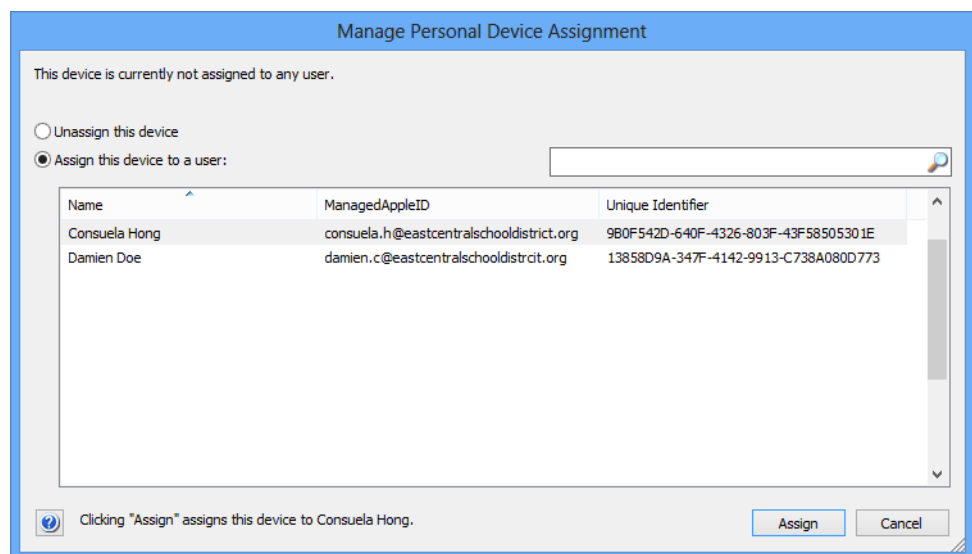 Manage Personal Device Assignment
This device is currently not assigned to any user.
Unassign this device
Assign this device to a user:
Name ManagedAppleID Unique Identifier
Consuela Hong consuela.h@eastcentralschooldistrict.org 9B0F542D-640F-4326-803F-43F58505301E
Damien Doe damien.c@eastcentralschooldistrcit.org 13858D9A-347F-4142-9913-C738A080D773
Clicking "Assign" assigns this device to Consuela Hong.
Assign Cancel